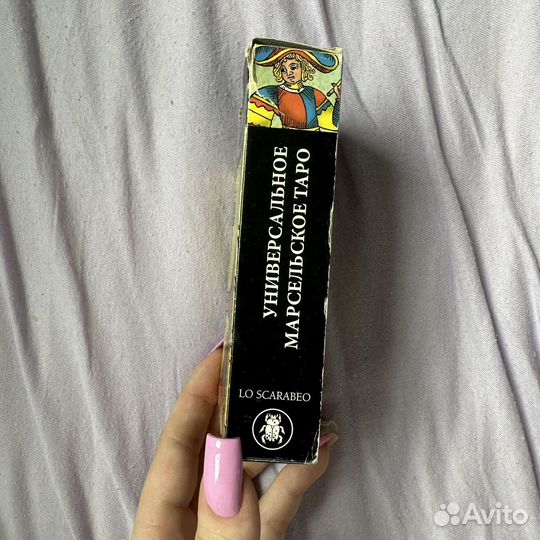 УНИВЕРСАЛЬНОЕ
МАРСЕЛЬСКОЕ ТАРО
LO SCARABEO
Avito